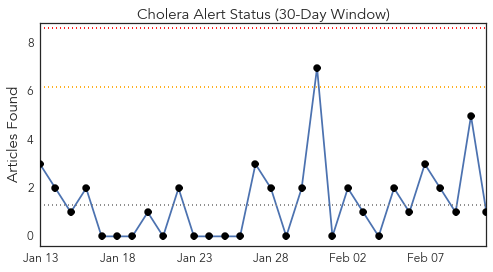 Cholera Alert Status (30-Day Window)
Articles Found
8
6
4
2
0
Jan 13
Jan 18
Jan 23
Jan 28
Feb 02
Feb 07